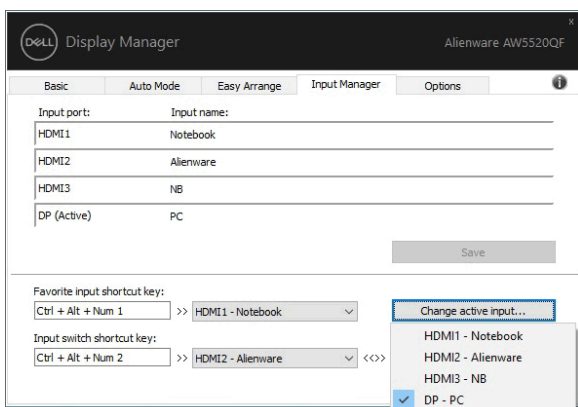 x
DELL Display Manager Alienware AW5520QF
Basic Auto Mode Easy Arrange Input Manager Options i
Input port: Input name:
HDMI1 Notebook
HDMI2 Alienware
HDMI3 NB
DP (Active) PC
Save
Favorite input shortcut key:
Ctrl + Alt + Num 1 >> HDMI1 - Notebook Change active input...
Input switch shortcut key:
Ctrl + Alt + Num 2 >> HDMI2 - Alienware <<>>
HDMI1 - Notebook
HDMI2 - Alienware
HDMI3 - NB
DP - PC